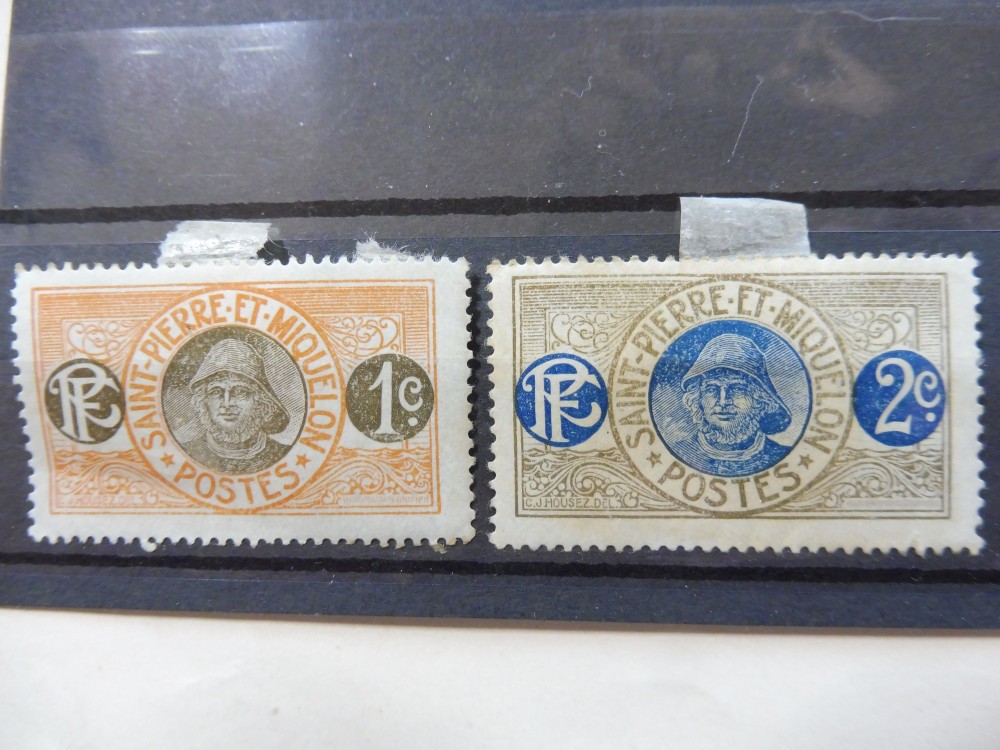 SAINT-PIERRE·ET·MIQUELON
RF
1c.
POSTES
SAINT-PIERRE·ET·MIQUELON
RF
2c.
POSTES
C.J.HOUSEZ.DEL